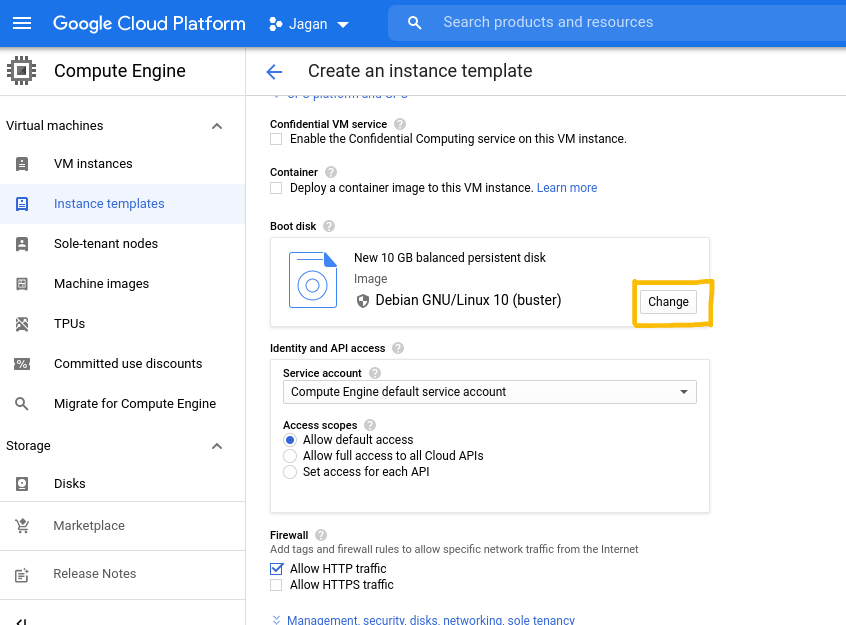 Google Cloud Platform
Jagan
Search products and resources
Compute Engine
Create an instance template
Virtual machines
VM instances
Instance templates
Sole-tenant nodes
Machine images
TPUs
Committed use discounts
Migrate for Compute Engine
Storage
Disks
Marketplace
Release Notes
CPU platform and GPU
Confidential VM service
Enable the Confidential Computing service on this VM instance.
Container
Deploy a container image to this VM instance. Learn more
Boot disk
New 10 GB balanced persistent disk
Image
Debian GNU/Linux 10 (buster)
Change
Identity and API access
Service account
Compute Engine default service account
Access scopes
Allow default access
Allow full access to all Cloud APIs
Set access for each API
Firewall
Add tags and firewall rules to allow specific network traffic from the Internet
Allow HTTP traffic
Allow HTTPS traffic
Management, security, disks, networking, sole tenancy